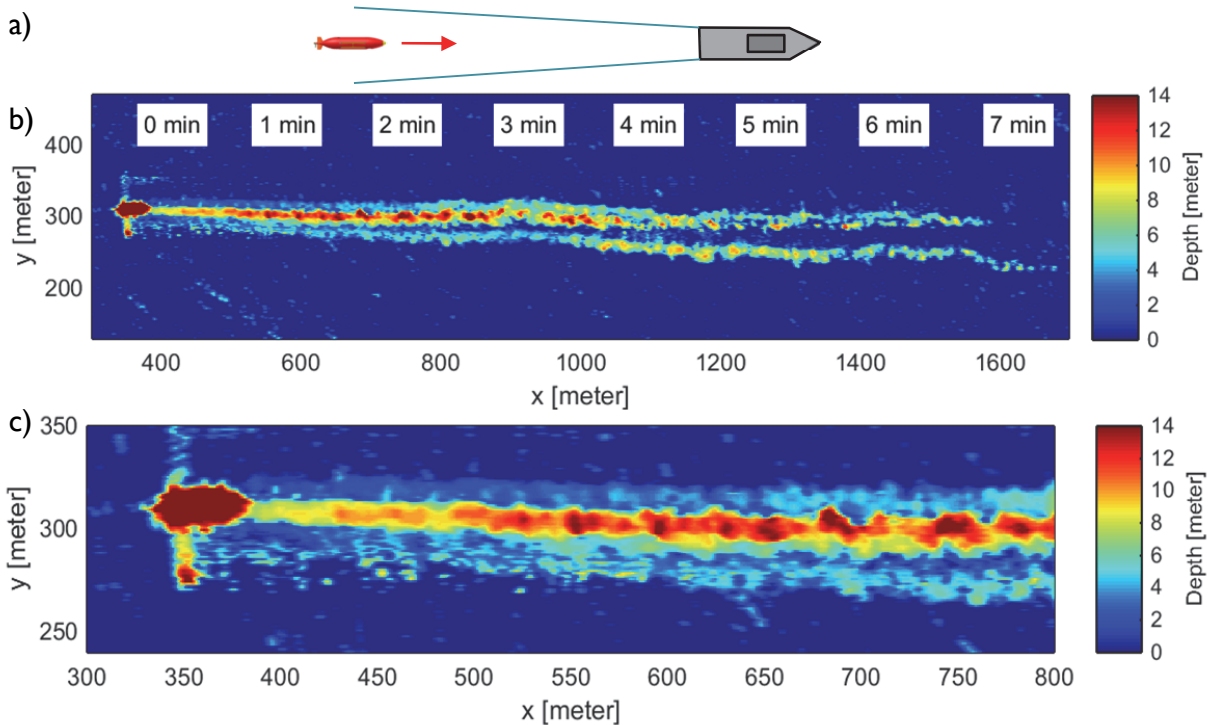 a)
b)
0 min 1 min 2 min 3 min 4 min 5 min 6 min 7 min
400
300
200
y [meter]
400 600 800 1000 1200 1400 1600
x [meter]
14
12
10
8
6
4
2
0
Depth [meter]
c)
350
300
250
y [meter]
300 350 400 450 500 550 600 650 700 750 800
x [meter]
14
12
10
8
6
4
2
0
Depth [meter]